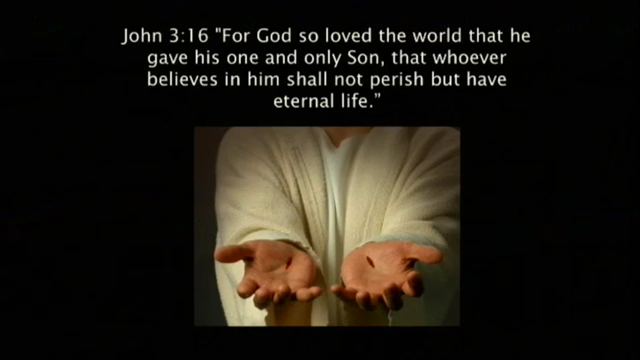 John 3:16 "For God so loved the world that he
gave his one and only Son, that whoever
believes in him shall not perish but have
eternal life.”